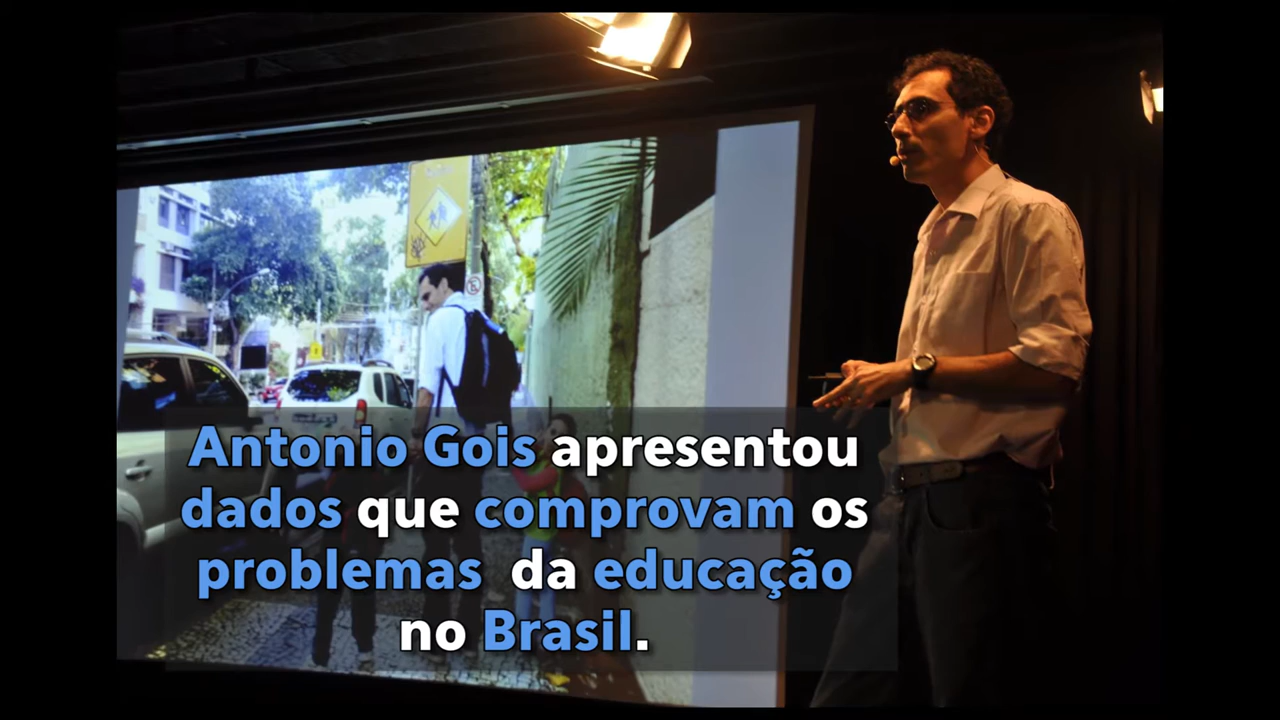 Antonio Gois apresentou
dados que comprovam os
problemas  da educação
no Brasil.